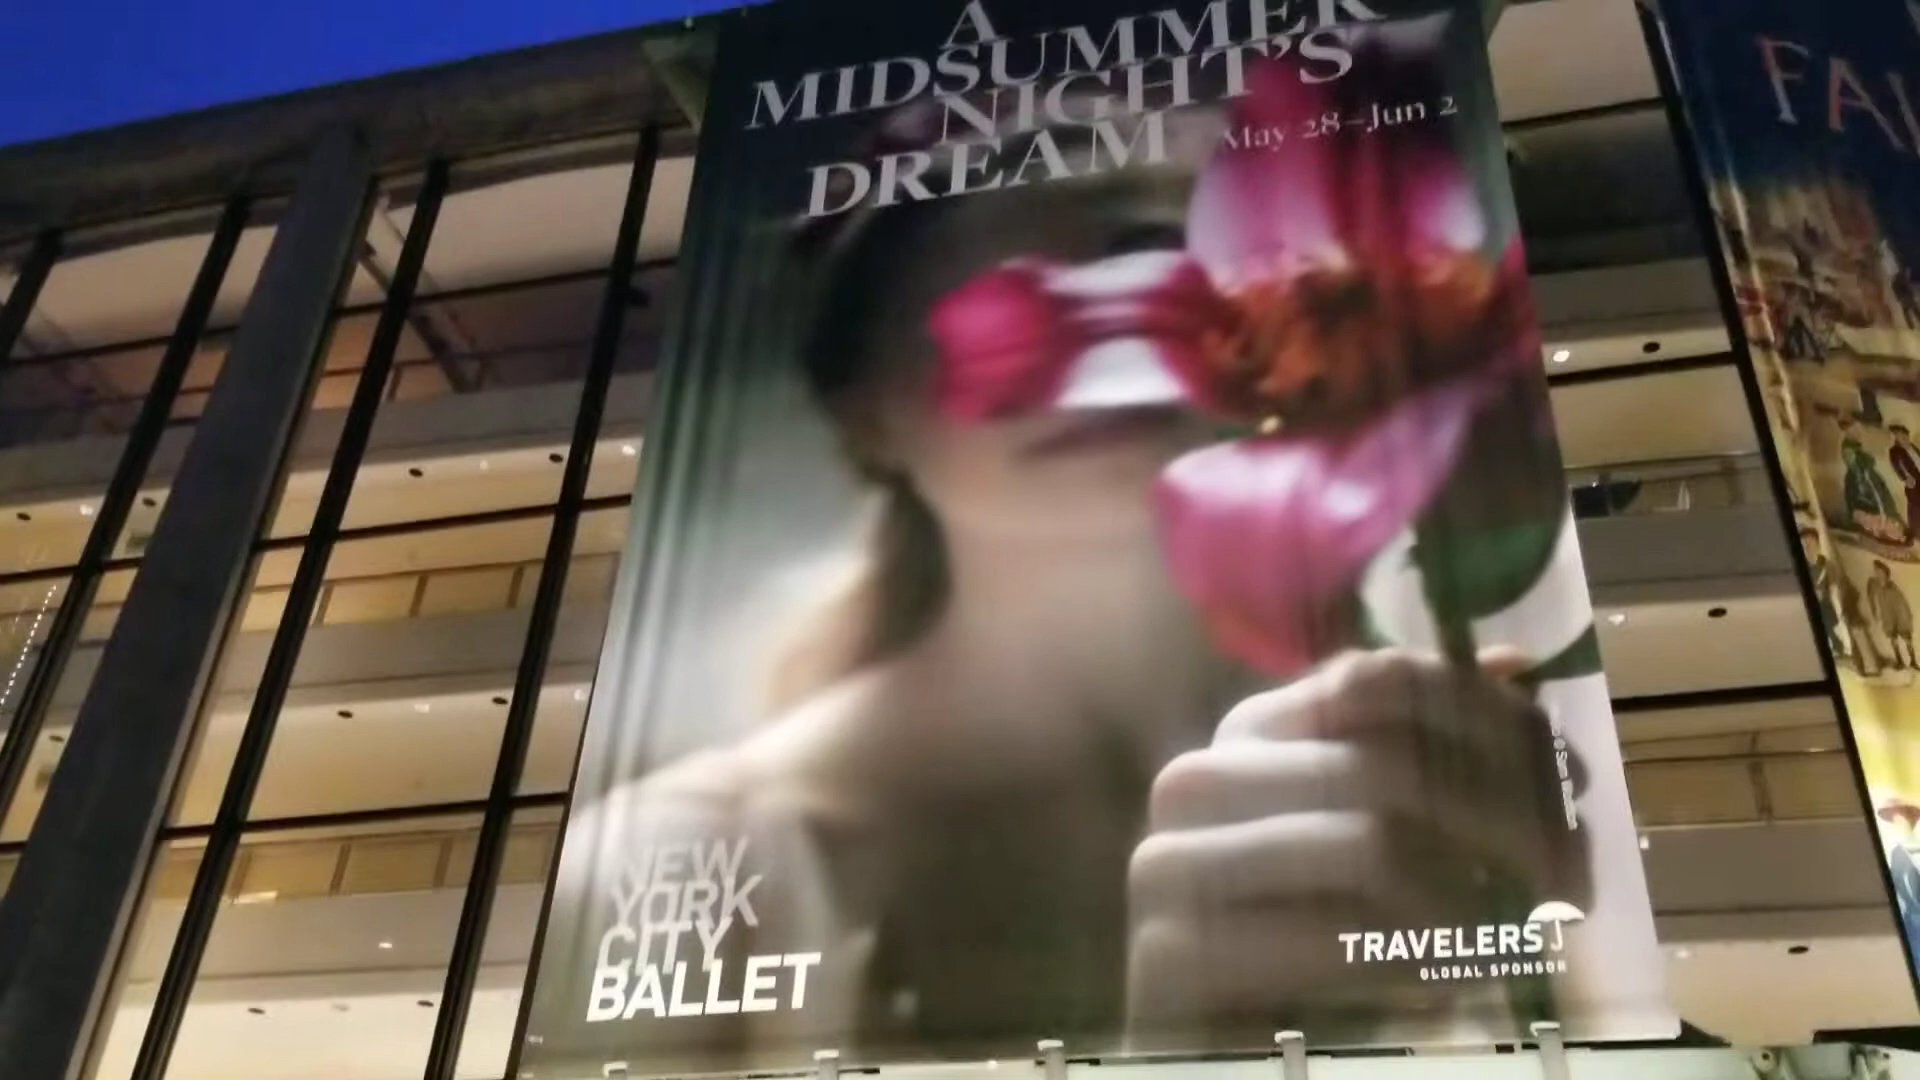 A
MIDSUMMER
NIGHT'S
DREAM
May 28–Jun 2
NEW
YORK
CITY
BALLET
TRAVELERS
GLOBAL SPONSOR